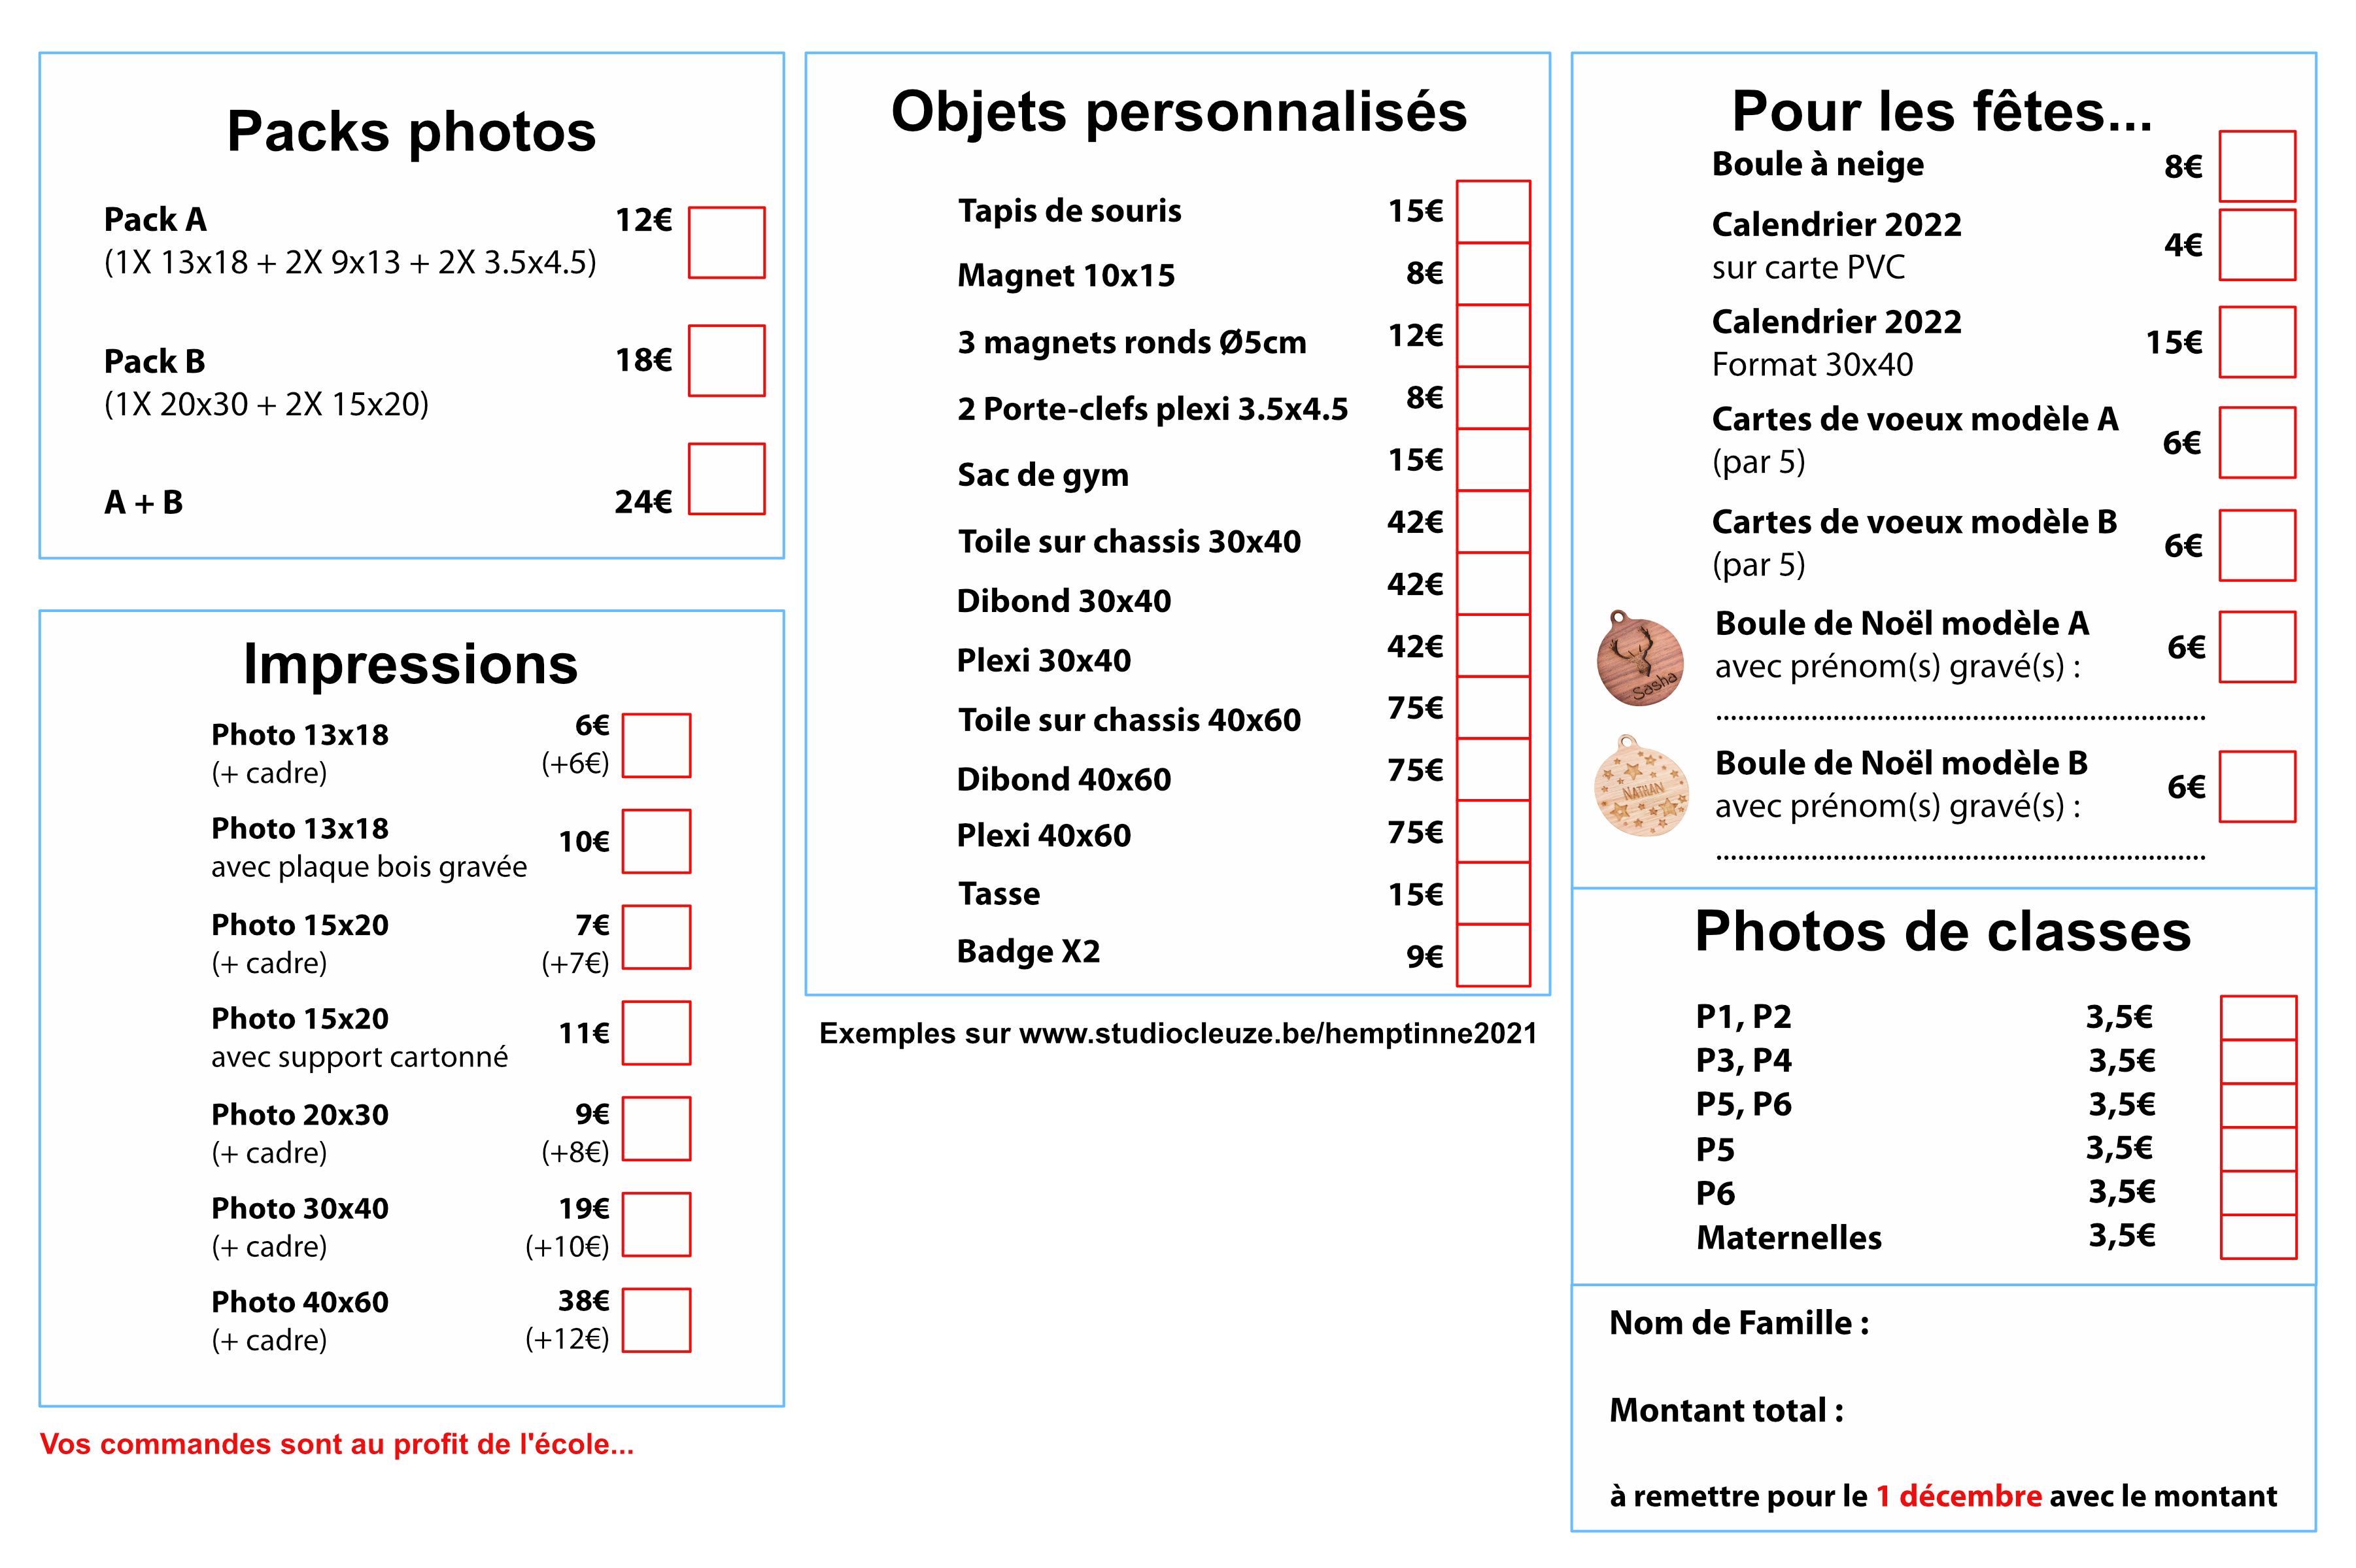 Packs photos
Pack A 12€
(1X 13x18 + 2X 9x13 + 2X 3.5x4.5)
Pack B 18€
(1X 20x30 + 2X 15x20)
A + B 24€
Impressions
Photo 13x18 6€
(+ cadre) (+6€)
Photo 13x18 10€
avec plaque bois gravée
Photo 15x20 7€
(+ cadre) (+7€)
Photo 15x20 11€
avec support cartonné
Photo 20x30 9€
(+ cadre) (+8€)
Photo 30x40 19€
(+ cadre) (+10€)
Photo 40x60 38€
(+ cadre) (+12€)
Vos commandes sont au profit de l'école...
Objets personnalisés
Tapis de souris 15€
Magnet 10x15 8€
3 magnets ronds Ø5cm 12€
2 Porte-clefs plexi 3.5x4.5 8€
Sac de gym 15€
Toile sur chassis 30x40 42€
Dibond 30x40 42€
Plexi 30x40 42€
Toile sur chassis 40x60 75€
Dibond 40x60 75€
Plexi 40x60 75€
Tasse 15€
Badge X2 9€
Exemples sur www.studiocleuze.be/hemptinne2021
Pour les fêtes...
Boule à neige 8€
Calendrier 2022 4€
sur carte PVC
Calendrier 2022 15€
Format 30x40
Cartes de voeux modèle A 6€
(par 5)
Cartes de voeux modèle B 6€
(par 5)
Boule de Noël modèle A 6€
avec prénom(s) gravé(s) :
Sasha
Boule de Noël modèle B 6€
avec prénom(s) gravé(s) :
NATHAN
Photos de classes
P1, P2 3,5€
P3, P4 3,5€
P5, P6 3,5€
P5 3,5€
P6 3,5€
Maternelles 3,5€
Nom de Famille :
Montant total :
à remettre pour le 1 décembre avec le montant